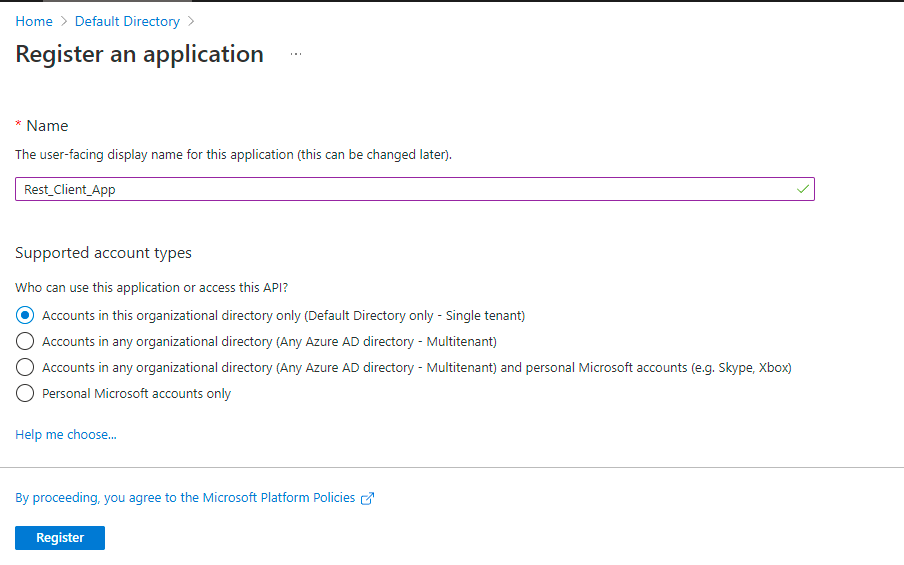 Home > Default Directory >
Register an application ...
* Name
The user-facing display name for this application (this can be changed later).
Rest_Client_App
Supported account types
Who can use this application or access this API?
Accounts in this organizational directory only (Default Directory only - Single tenant)
Accounts in any organizational directory (Any Azure AD directory - Multitenant)
Accounts in any organizational directory (Any Azure AD directory - Multitenant) and personal Microsoft accounts (e.g. Skype, Xbox)
Personal Microsoft accounts only
Help me choose...
By proceeding, you agree to the Microsoft Platform Policies
Register